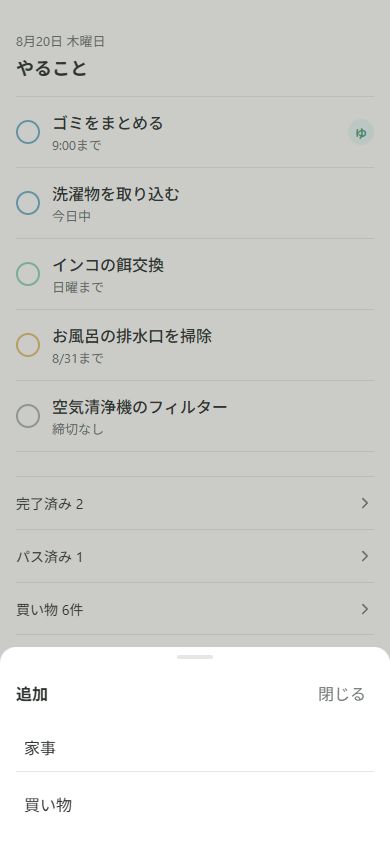 8月20日 木曜日
やること
ゴミをまとめる
9:00まで
ゆ
洗濯物を取り込む
今日中
インコの餌交換
日曜まで
お風呂の排水口を掃除
8/31まで
空気清浄機のフィルター
締切なし
完了済み 2
パス済み 1
買い物 6件
追加
閉じる
家事
買い物